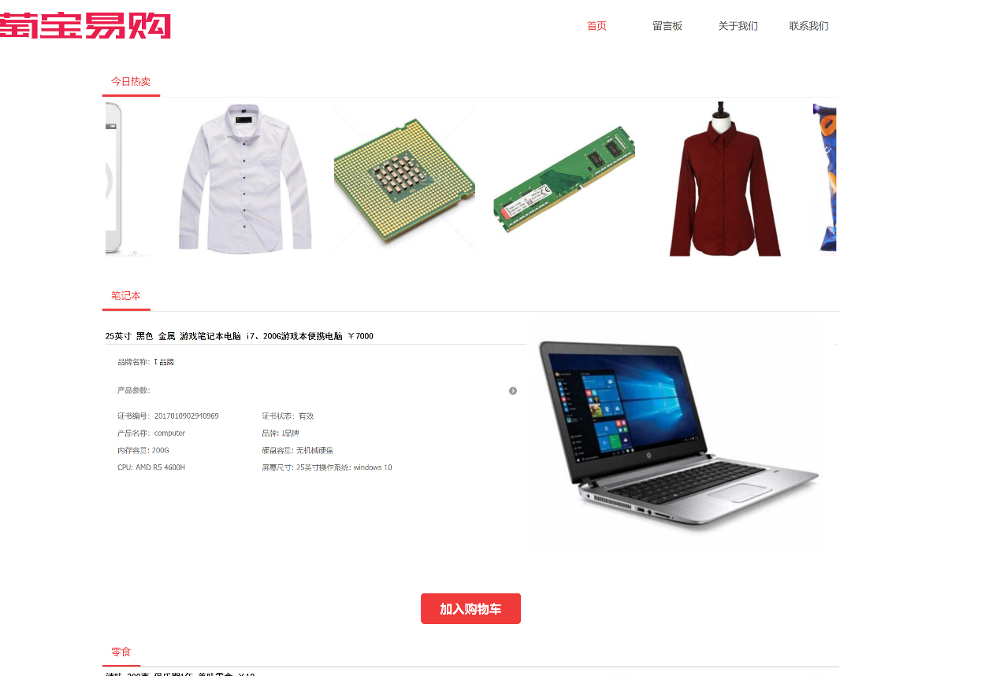 萄宝易购
首页 留言板 关于我们 联系我们
今日热卖
笔记本
25英寸 黑色 金属 游戏笔记本电脑 i7、200G游戏本便携电脑 ￥7000
品牌名称: I 品牌
产品参数:
证书编号: 2017010902940969 证书状态: 有效
产品名称: computer 品牌: I品牌
内存容量: 200G 硬盘容量: 无机械硬盘
CPU: AMD R5 4600H 屏幕尺寸: 25英寸操作系统: windows 10
加入购物车
零食